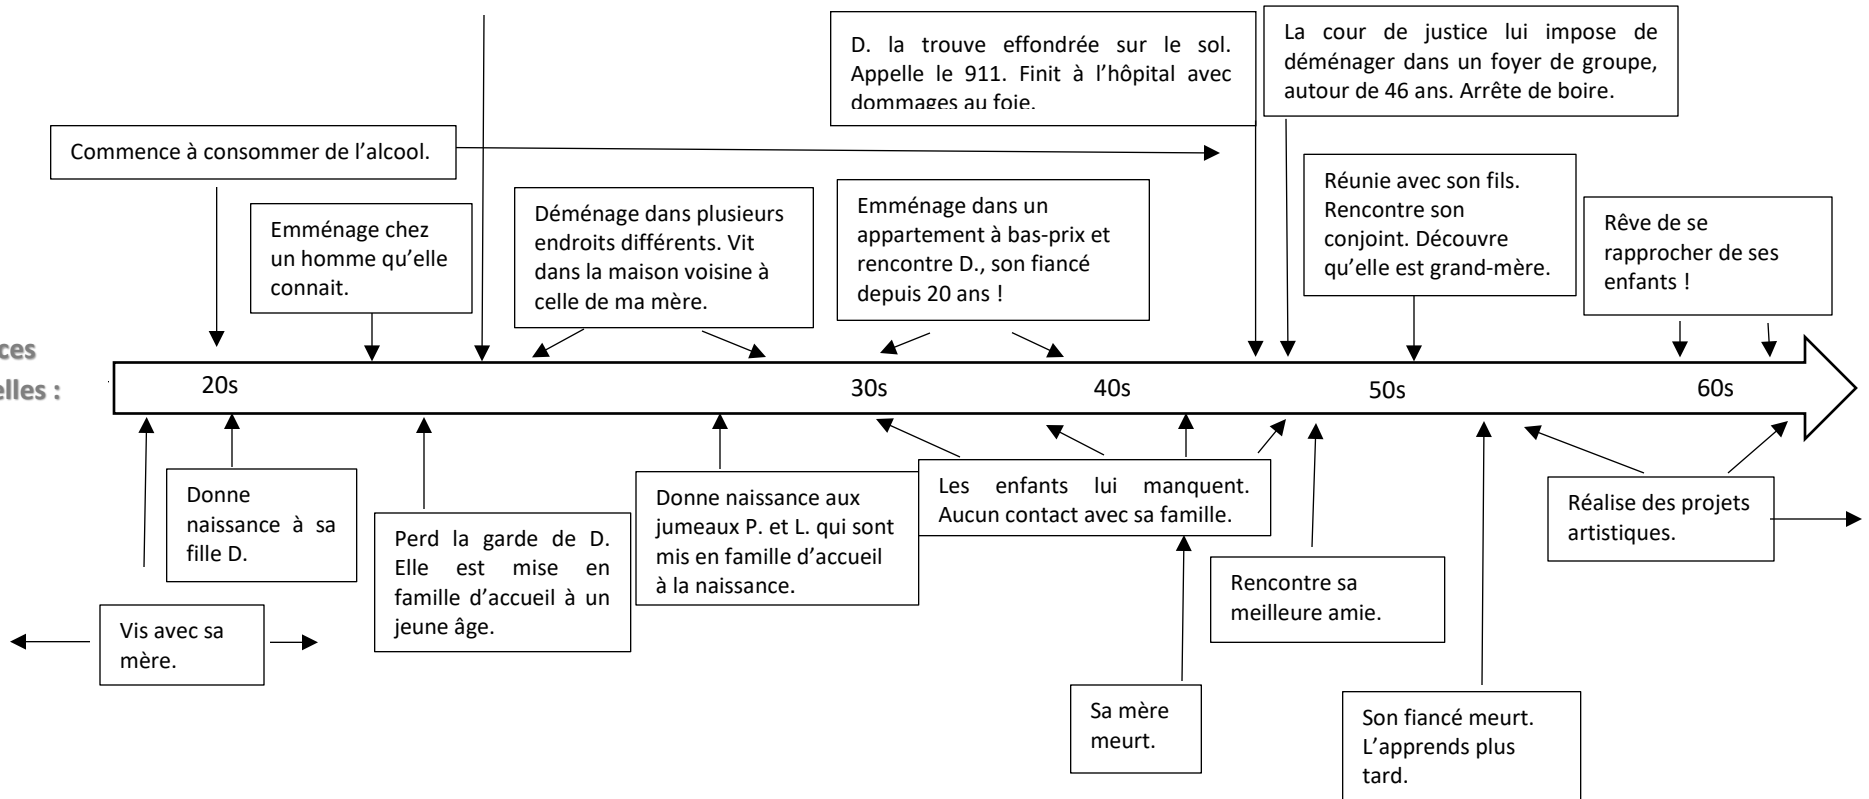 D. la trouve effondrée sur le sol.
Appelle le 911. Finit à l'hôpital avec
dommages au foie.
La cour de justice lui impose de
déménager dans un foyer de groupe,
autour de 46 ans. Arrête de boire.
Commence à consommer de l'alcool.
Emménage chez
un homme qu'elle
connait.
Déménage dans plusieurs
endroits différents. Vit
dans la maison voisine à
celle de ma mère.
Emménage dans un
appartement à bas-prix et
rencontre D., son fiancé
depuis 20 ans !
Réunie avec son fils.
Rencontre son
conjoint. Découvre
qu'elle est grand-mère.
Rêve de se
rapprocher de ses
enfants !
ces
elles :
20s
30s
40s
50s
60s
Donne
naissance à sa
fille D.
Perd la garde de D.
Elle est mise en
famille d'accueil à un
jeune âge.
Donne naissance aux
jumeaux P. et L. qui sont
mis en famille d'accueil
à la naissance.
Les enfants lui manquent.
Aucun contact avec sa famille.
Réalise des projets
artistiques.
Rencontre sa
meilleure amie.
Vis avec sa
mère.
Sa mère
meurt.
Son fiancé meurt.
L'apprends plus
tard.